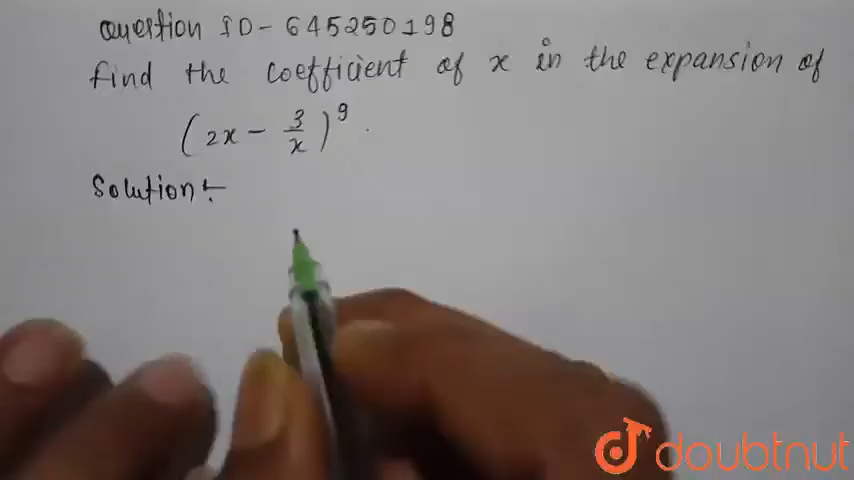 Question ID - 645250198
find the coefficient of x in the expansion of
(2x - 3/x)^9.
Solution:-
doubtnut